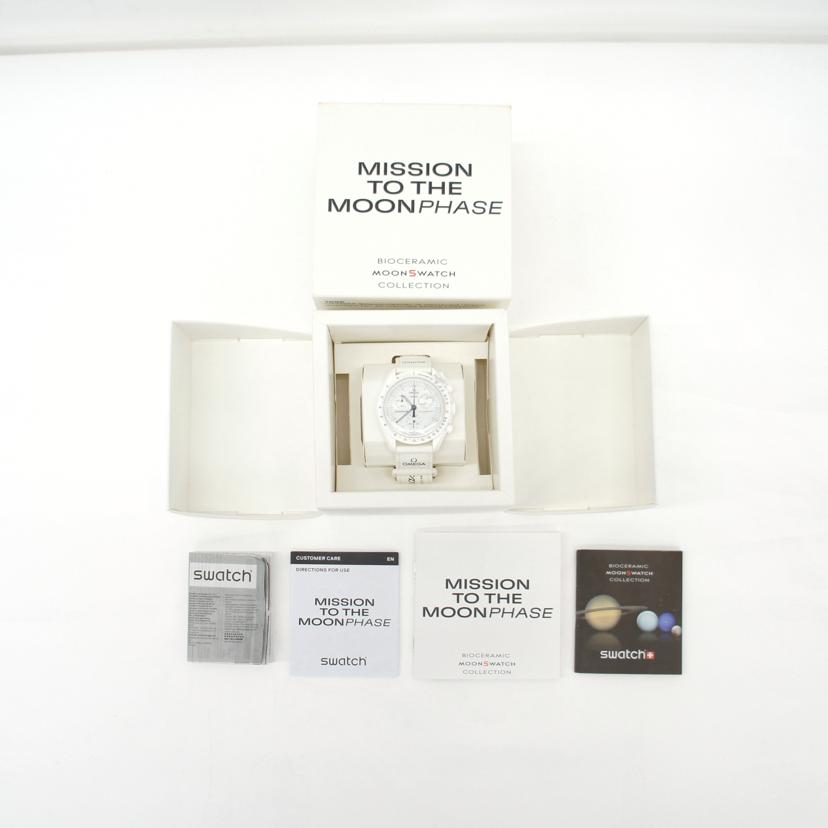 MISSION
TO THE
MOONPHASE
BIOCERAMIC
MOONSWATCH
COLLECTION
OMEGA
swatch
CUSTOMER CARE EN
DIRECTIONS FOR USE
MISSION
TO THE
MOONPHASE
swatch
MISSION
TO THE
MOONPHASE
BIOCERAMIC
MOONSWATCH
COLLECTION
BIOCERAMIC
MOONSWATCH
COLLECTION
swatch